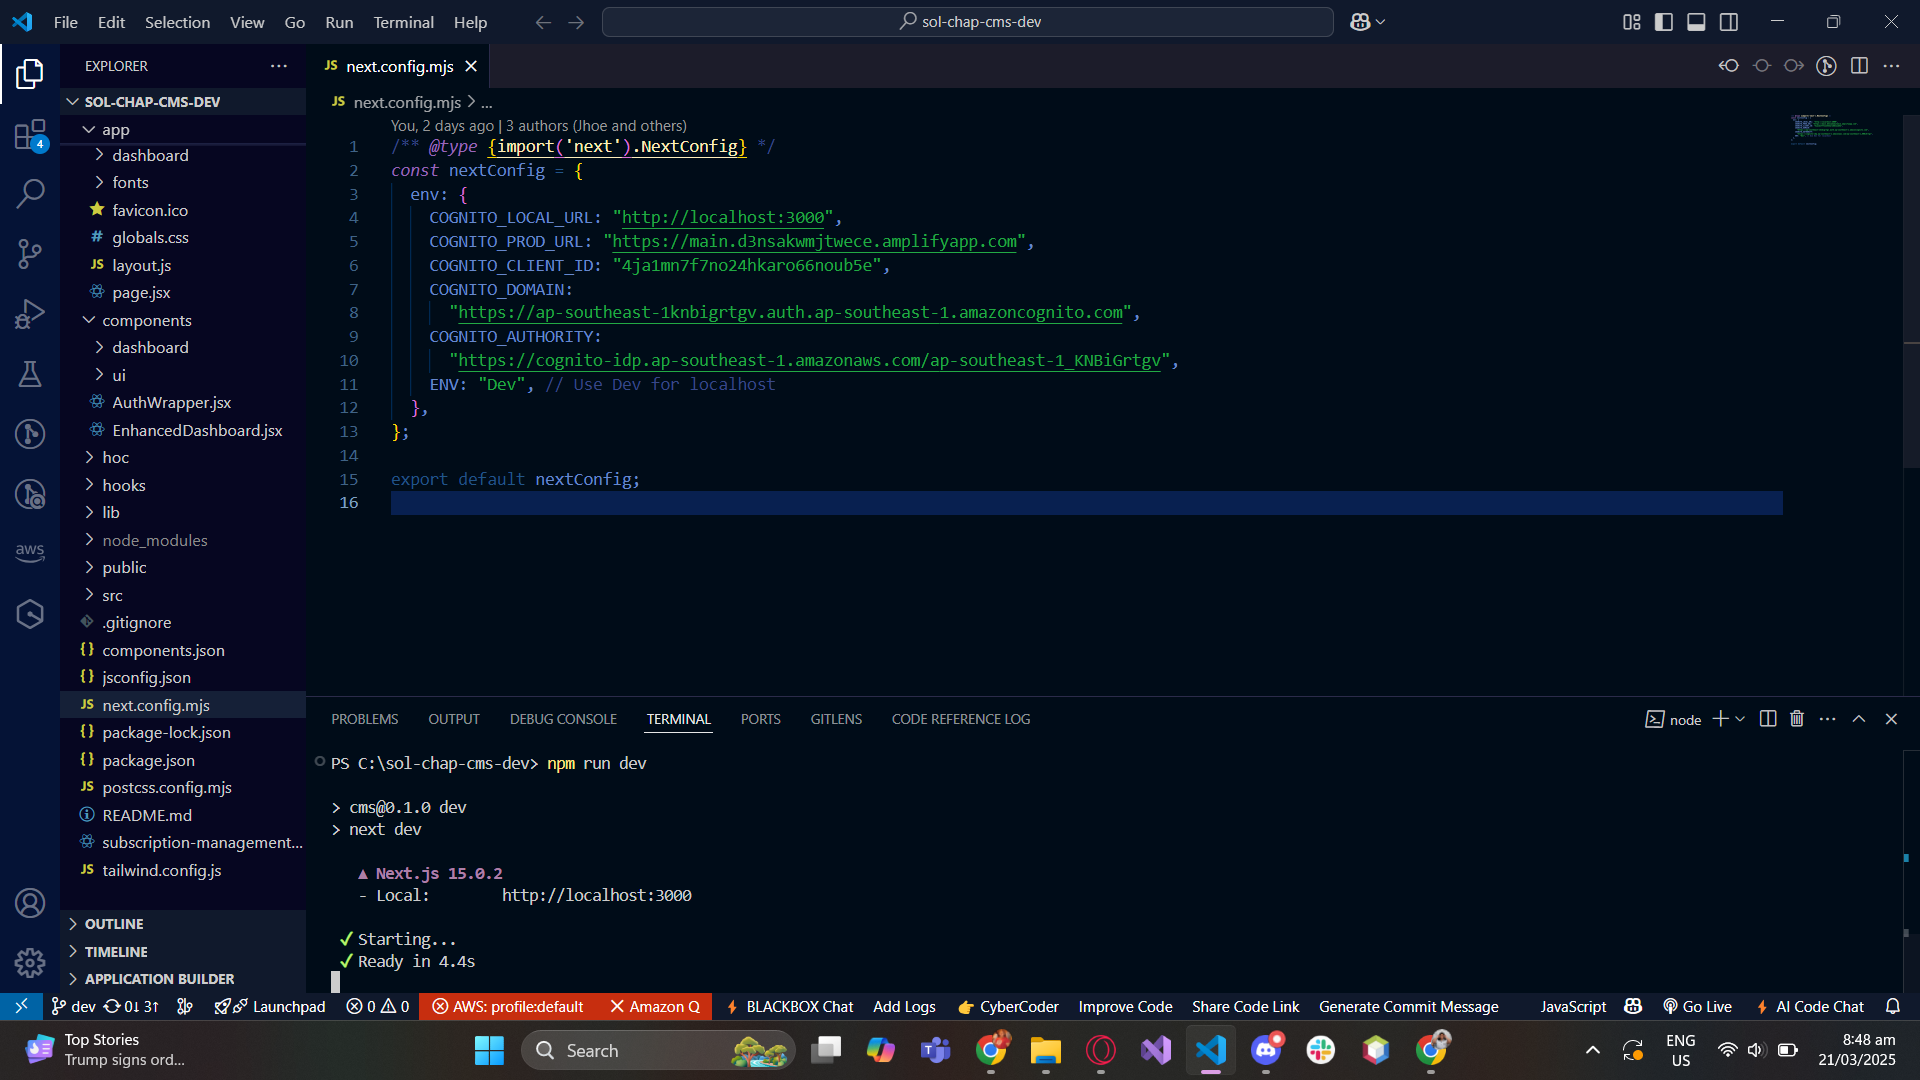 File Edit Selection View Go Run Terminal Help
sol-chap-cms-dev
EXPLORER
SOL-CHAP-CMS-DEV
app
dashboard
fonts
favicon.ico
globals.css
layout.js
page.jsx
components
dashboard
ui
AuthWrapper.jsx
EnhancedDashboard.jsx
hoc
hooks
lib
node_modules
public
src
.gitignore
components.json
jsconfig.json
next.config.mjs
package-lock.json
package.json
postcss.config.mjs
README.md
subscription-management...
tailwind.config.js
OUTLINE
TIMELINE
APPLICATION BUILDER
4
aws
JS next.config.mjs
JS next.config.mjs > ...
You, 2 days ago | 3 authors (Jhoe and others)
1 /** @type {import('next').NextConfig} */
2 const nextConfig = {
3 env: {
4 COGNITO_LOCAL_URL: "http://localhost:3000",
5 COGNITO_PROD_URL: "https://main.d3nsakwmjtwece.amplifyapp.com",
6 COGNITO_CLIENT_ID: "4ja1mn7f7no24hkaro66noub5e",
7 COGNITO_DOMAIN:
8 "https://ap-southeast-1knbigrtgv.auth.ap-southeast-1.amazoncognito.com",
9 COGNITO_AUTHORITY:
10 "https://cognito-idp.ap-southeast-1.amazonaws.com/ap-southeast-1_KNBiGrtgv",
11 ENV: "Dev", // Use Dev for localhost
12 },
13 };
14
15 export default nextConfig;
16
PROBLEMS OUTPUT DEBUG CONSOLE TERMINAL PORTS GITLENS CODE REFERENCE LOG
node
PS C:\sol-chap-cms-dev> npm run dev
> cms@0.1.0 dev
> next dev
▲ Next.js 15.0.2
- Local: http://localhost:3000
✓ Starting...
✓ Ready in 4.4s
dev 0↓ 3↑ Launchpad 0 0 AWS: profile:default Amazon Q BLACKBOX Chat Add Logs CyberCoder Improve Code Share Code Link Generate Commit Message JavaScript Go Live AI Code Chat
Top Stories
Trump signs ord...
Search
ENG
US
8:48 am
21/03/2025